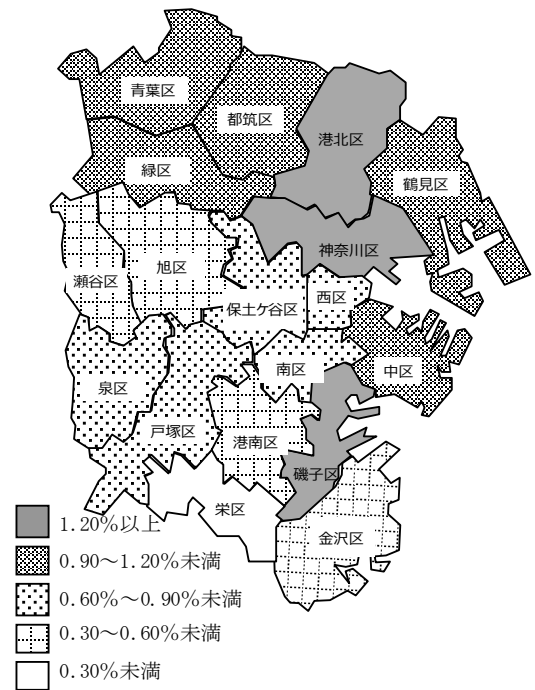 青葉区
都筑区
港北区
緑区
鶴見区
神奈川区
旭区
瀬谷区
西区
保土ケ谷区
南区
中区
泉区
戸塚区
港南区
磯子区
栄区
金沢区
1.20%以上
0.90～1.20%未満
0.60%～0.90%未満
0.30～0.60%未満
0.30%未満